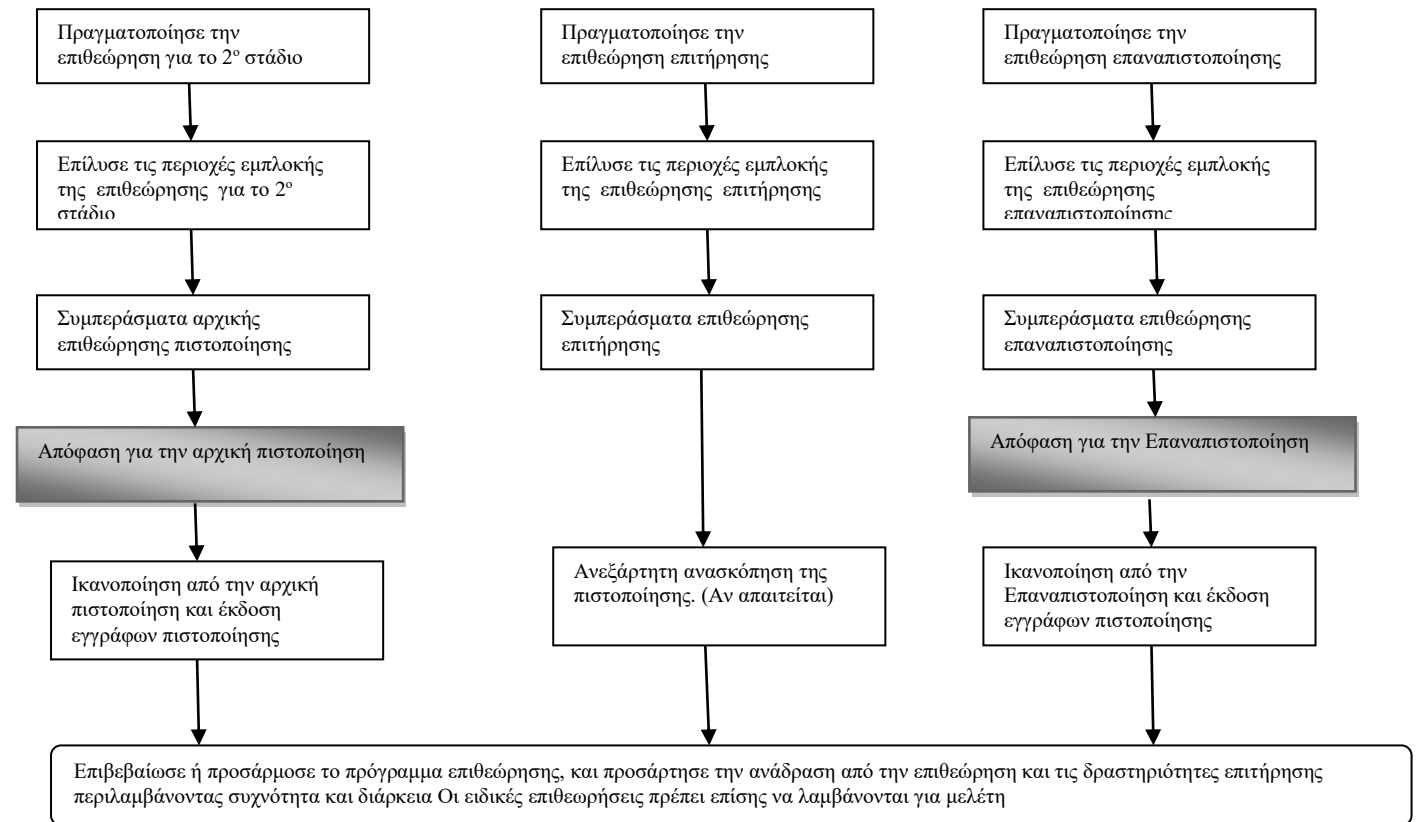 Πραγματοποίησε την
επιθεώρηση για το 2ο στάδιο
Πραγματοποίησε την
επιθεώρηση επιτήρησης
Πραγματοποίησε την
επιθεώρηση επαναπιστοποίησης
Επίλυσε τις περιοχές εμπλοκής
της επιθεώρησης για το 2ο
στάδιο
Επίλυσε τις περιοχές εμπλοκής
της επιθεώρησης επιτήρησης
Επίλυσε τις περιοχές εμπλοκής
της επιθεώρησης
επαναπιστοποίησης
Συμπεράσματα αρχικής
επιθεώρησης πιστοποίησης
Συμπεράσματα επιθεώρησης
επιτήρησης
Συμπεράσματα επιθεώρησης
επαναπιστοποίησης
Απόφαση για την αρχική πιστοποίηση
Απόφαση για την Επαναπιστοποίηση
Ικανοποίηση από την αρχική
πιστοποίηση και έκδοση
εγγράφων πιστοποίησης
Ανεξάρτητη ανασκόπηση της
πιστοποίησης. (Αν απαιτείται)
Ικανοποίηση από την
Επαναπιστοποίηση και έκδοση
εγγράφων πιστοποίησης
Επιβεβαίωσε ή προσάρμοσε το πρόγραμμα επιθεώρησης, και προσάρτησε την ανάδραση από την επιθεώρηση και τις δραστηριότητες επιτήρησης
περιλαμβάνοντας συχνότητα και διάρκεια Οι ειδικές επιθεωρήσεις πρέπει επίσης να λαμβάνονται για μελέτη